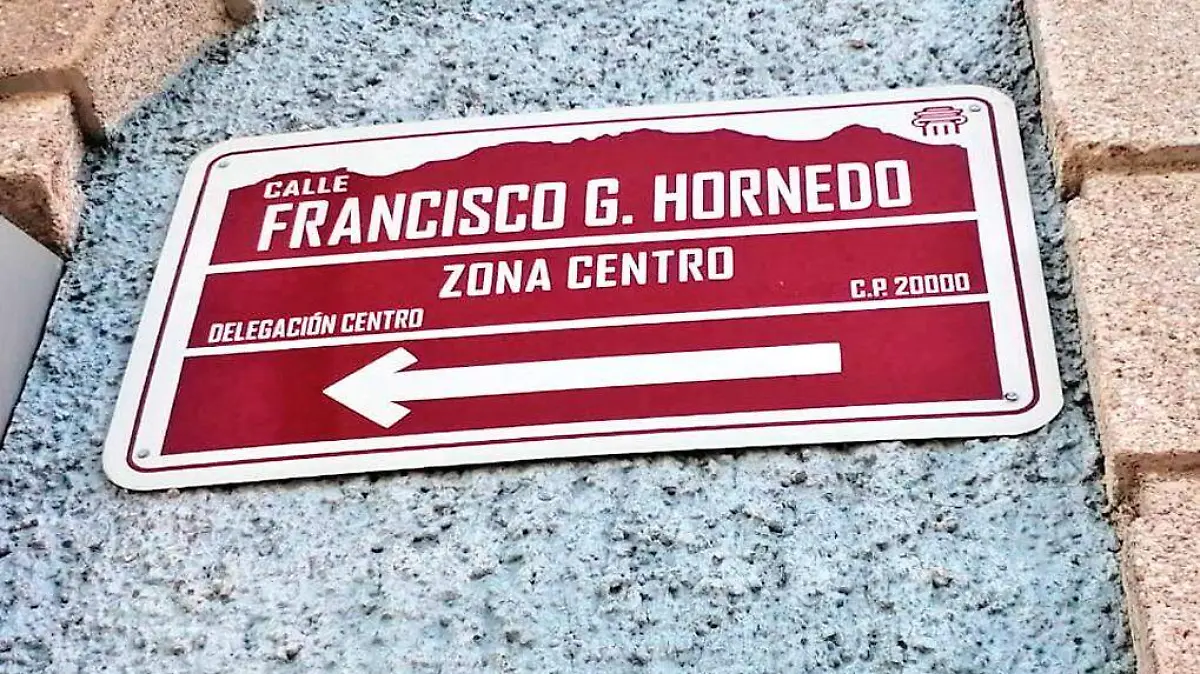 CALLE
FRANCISCO G. HORNEDO
ZONA CENTRO
DELEGACIÓN CENTRO C.P. 20000